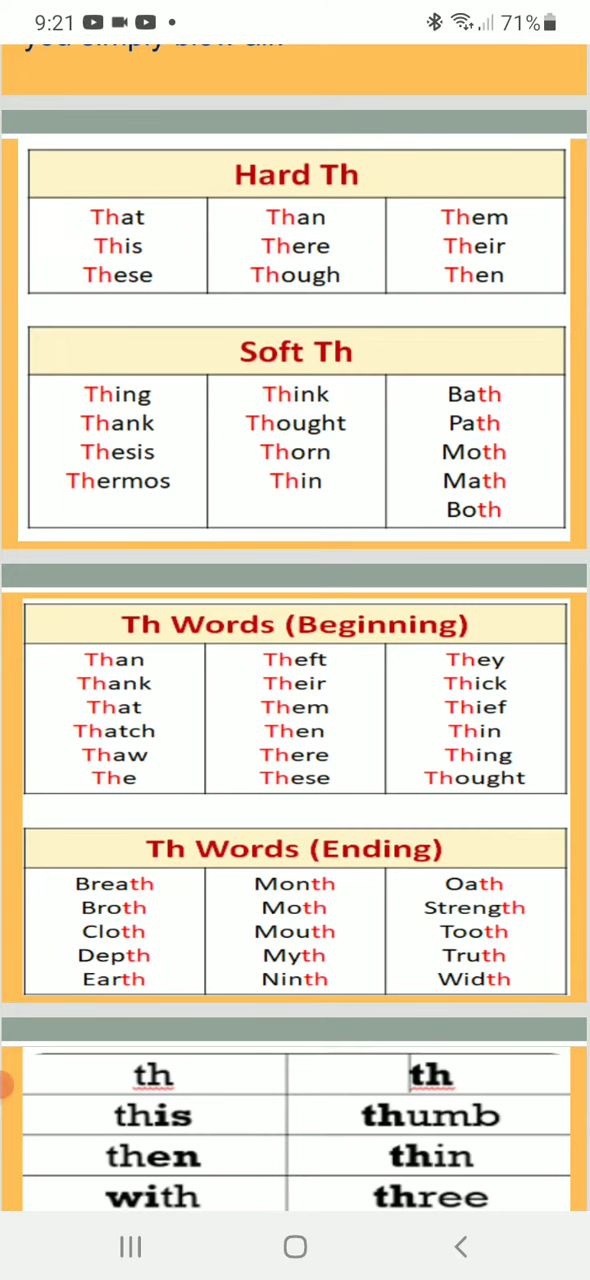 9:21
71%
you simply blow air.
Hard Th
That Than Them
This There Their
These Though Then
Soft Th
Thing Think Bath
Thank Thought Path
Thesis Thorn Moth
Thermos Thin Math
Both
Th Words (Beginning)
Than Theft They
Thank Their Thick
That Them Thief
Thatch Then Thin
Thaw There Thing
The These Thought
Th Words (Ending)
Breath Month Oath
Broth Moth Strength
Cloth Mouth Tooth
Depth Myth Truth
Earth Ninth Width
th th
this thumb
then thin
with three